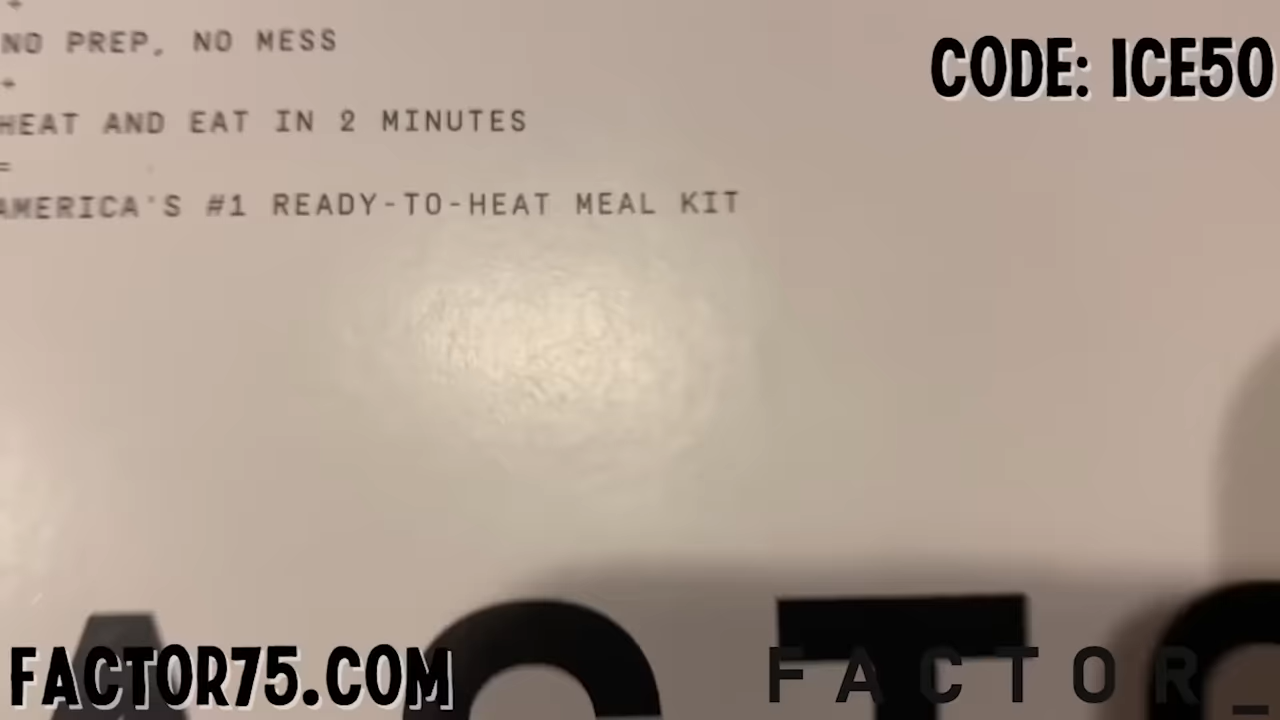 NO PREP, NO MESS
+
HEAT AND EAT IN 2 MINUTES
=
AMERICA'S #1 READY-TO-HEAT MEAL KIT
CODE: ICE50
FACTOR75.COM
FACTOR_